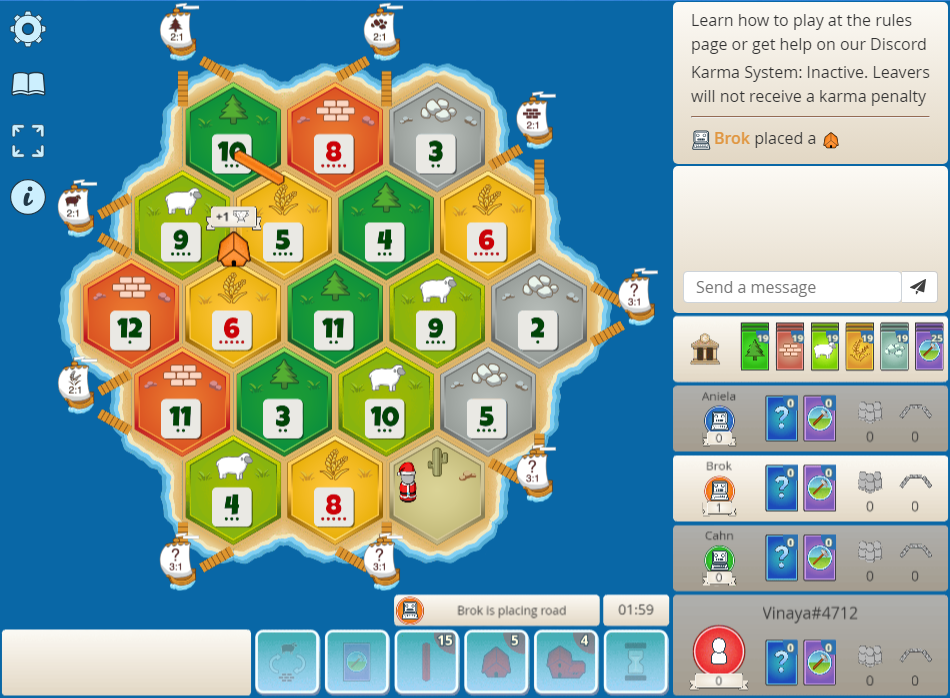 Learn how to play at the rules
page or get help on our Discord
Karma System: Inactive. Leavers
will not receive a karma penalty
Brok placed a
Send a message
19 19 19 19 19 25
Aniela
0
0 0 0 0
Brok
1
0 0 0 0
Cahn
0
0 0 0 0
Vinaya#4712
0
0 0 0 0
i
2:1
2:1
2:1
2:1
? 3:1
2:1
? 3:1
? 3:1
? 3:1
10 8 3
9 5 4 6
+1
12 6 11 9 2
11 3 10 5
4 8
Brok is placing road
01:59
15 5 4